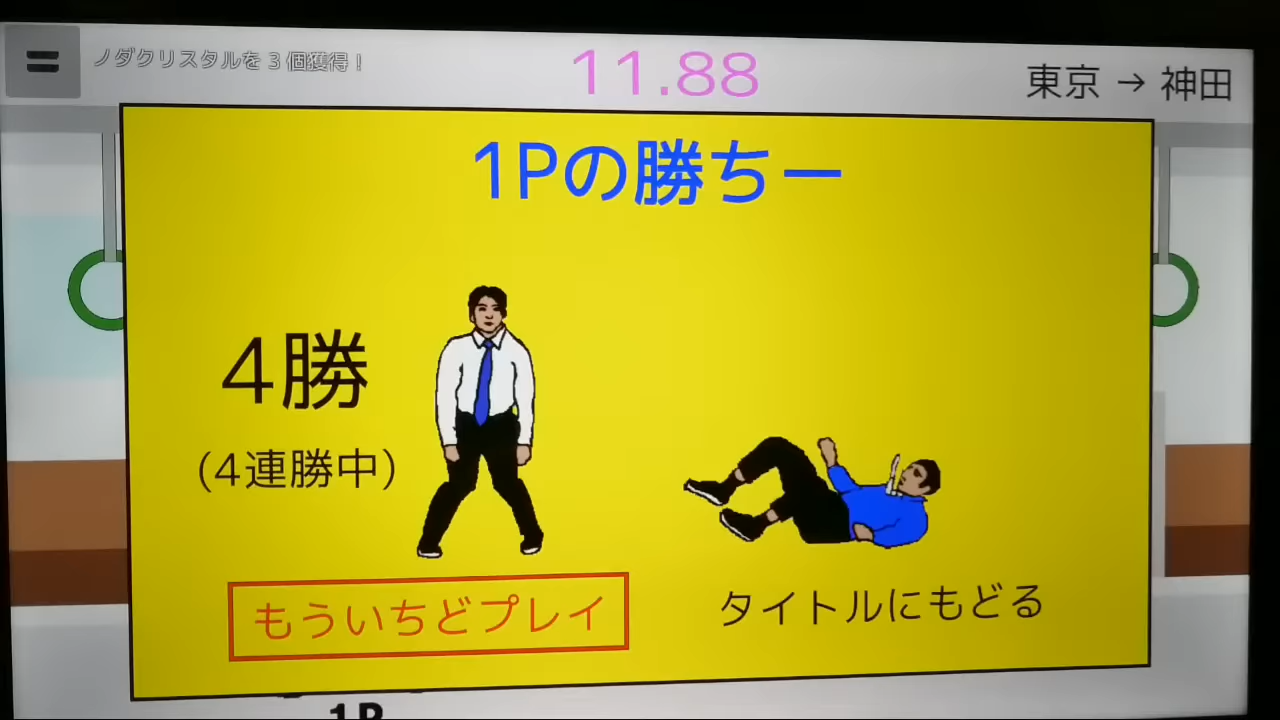 ノダクリスタルを3個獲得！
11.88
東京 → 神田
1Pの勝ちー
4勝
(4連勝中)
もういちどプレイ
タイトルにもどる
1P